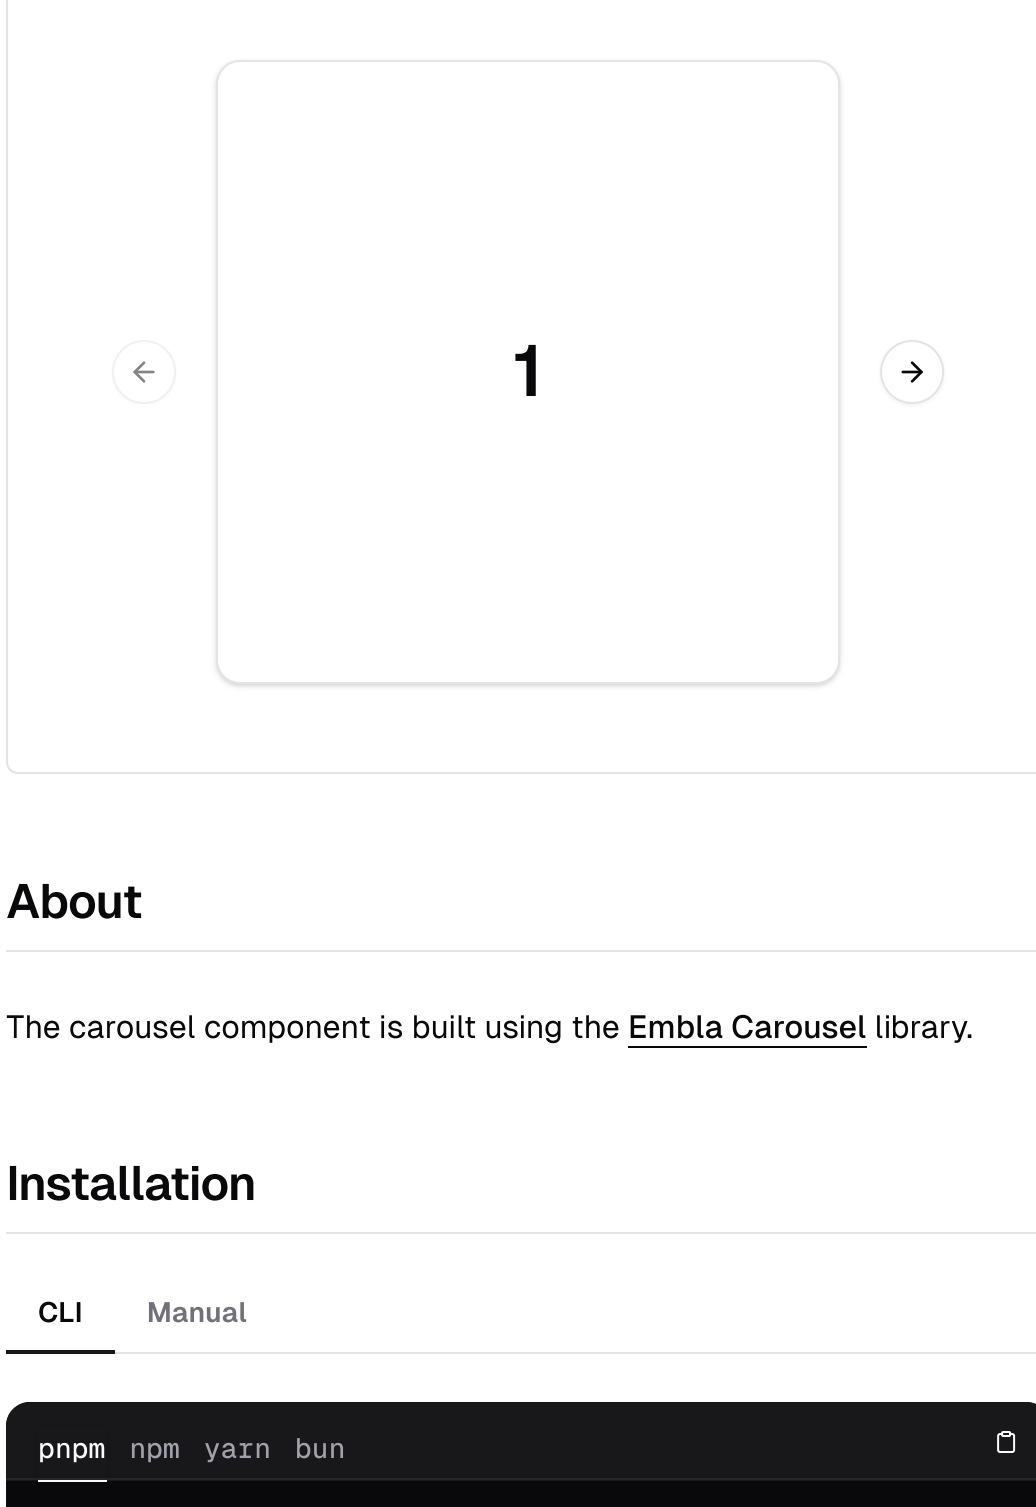 1
About
The carousel component is built using the Embla Carousel library.
Installation
CLI Manual
pnpm npm yarn bun